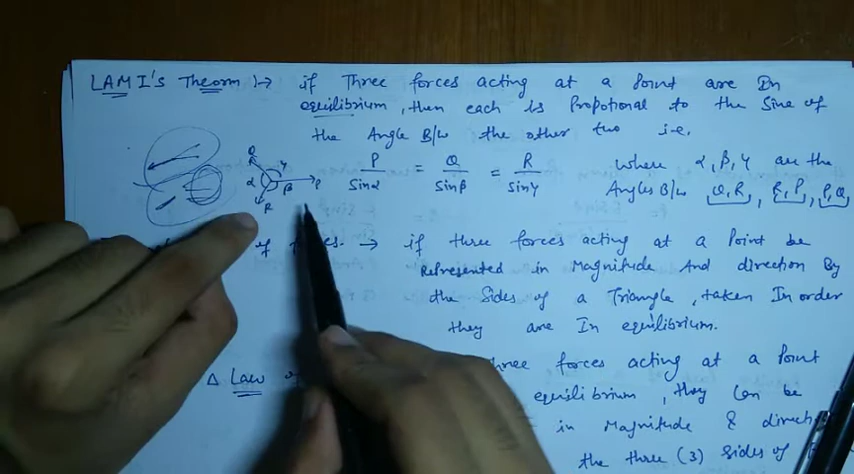 LAMI's Theorm :→ if Three forces acting at a Point are In
equilibrium, then each is Propotional to the Sine of
the Angle B/w the other two i.e.
Q γ α β P R
P/Sinα = Q/Sinβ = R/Sinγ
Where α, β, γ are the
Angles B/w Q,R, R,P, P,Q
of → if three forces acting at a Point be
Represented in Magnitude And direction By
the Sides of a Triangle, taken In order
they are In equilibrium.
Δ Law three forces acting at a Point
equilibrium, they Can be
in Magnitude &
the three (3) sides of